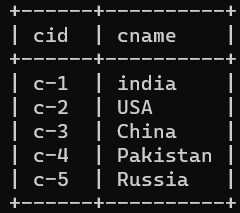 +------+----------+
| cid  | cname    |
+------+----------+
| c-1  | india    |
| c-2  | USA      |
| c-3  | China    |
| c-4  | Pakistan |
| c-5  | Russia   |
+------+----------+